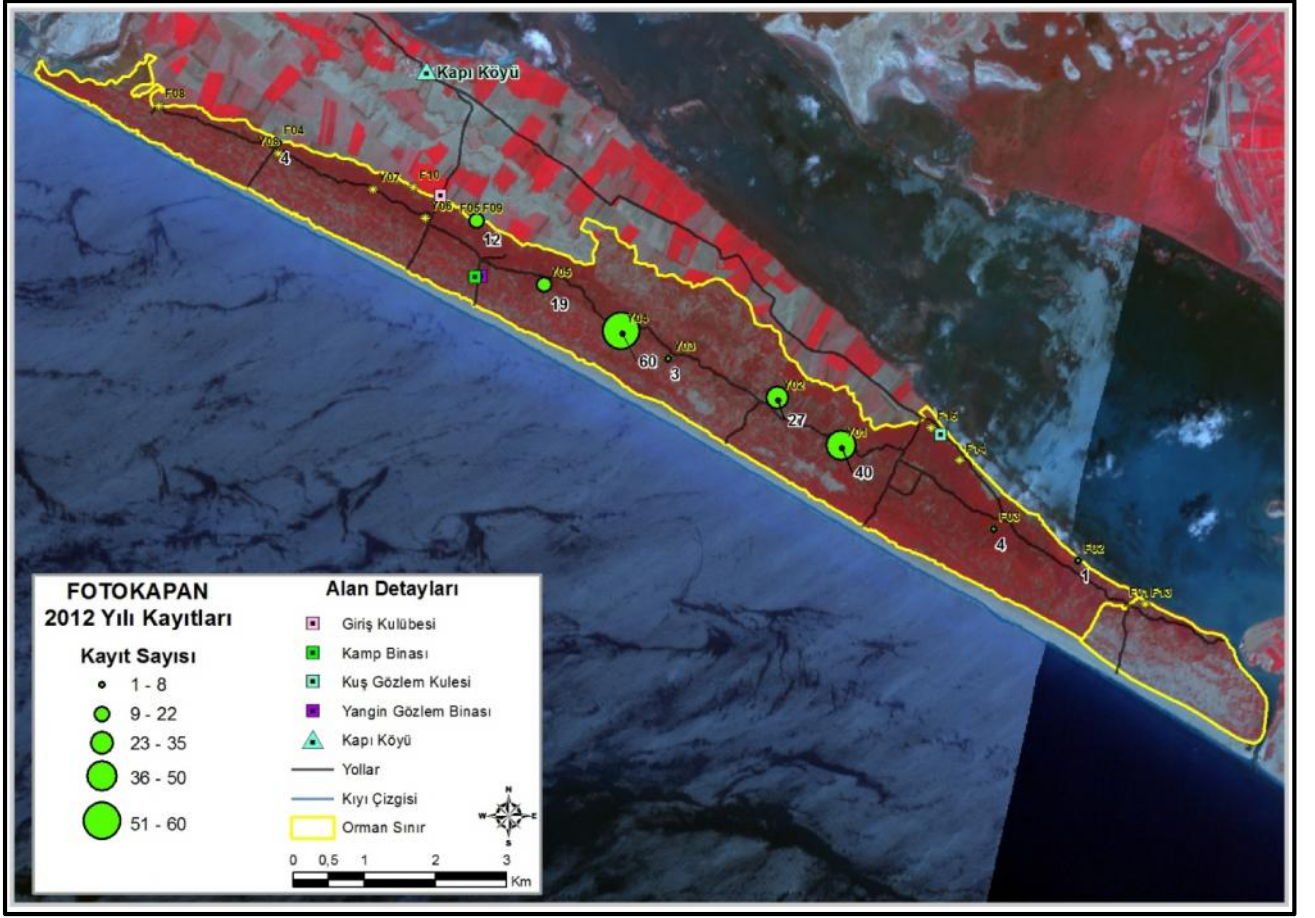 Kapı Köyü
F08
F04
Y08
4
Y07
F10
Y06
F05 F09
12
Y05
19
Y04
60
Y03
3
Y02
27
Y01
40
F15
F14
F03
4
F02
1
F13
FOTOKAPAN
2012 Yılı Kayıtları
Kayıt Sayısı
1 - 8
9 - 22
23 - 35
36 - 50
51 - 60
Alan Detayları
Giriş Kulübesi
Kamp Binası
Kuş Gözlem Kulesi
Yangin Gözlem Binası
Kapı Köyü
Yollar
Kıyı Çizgisi
Orman Sınır
N
W E
S
0 0,5 1 2 3
Km